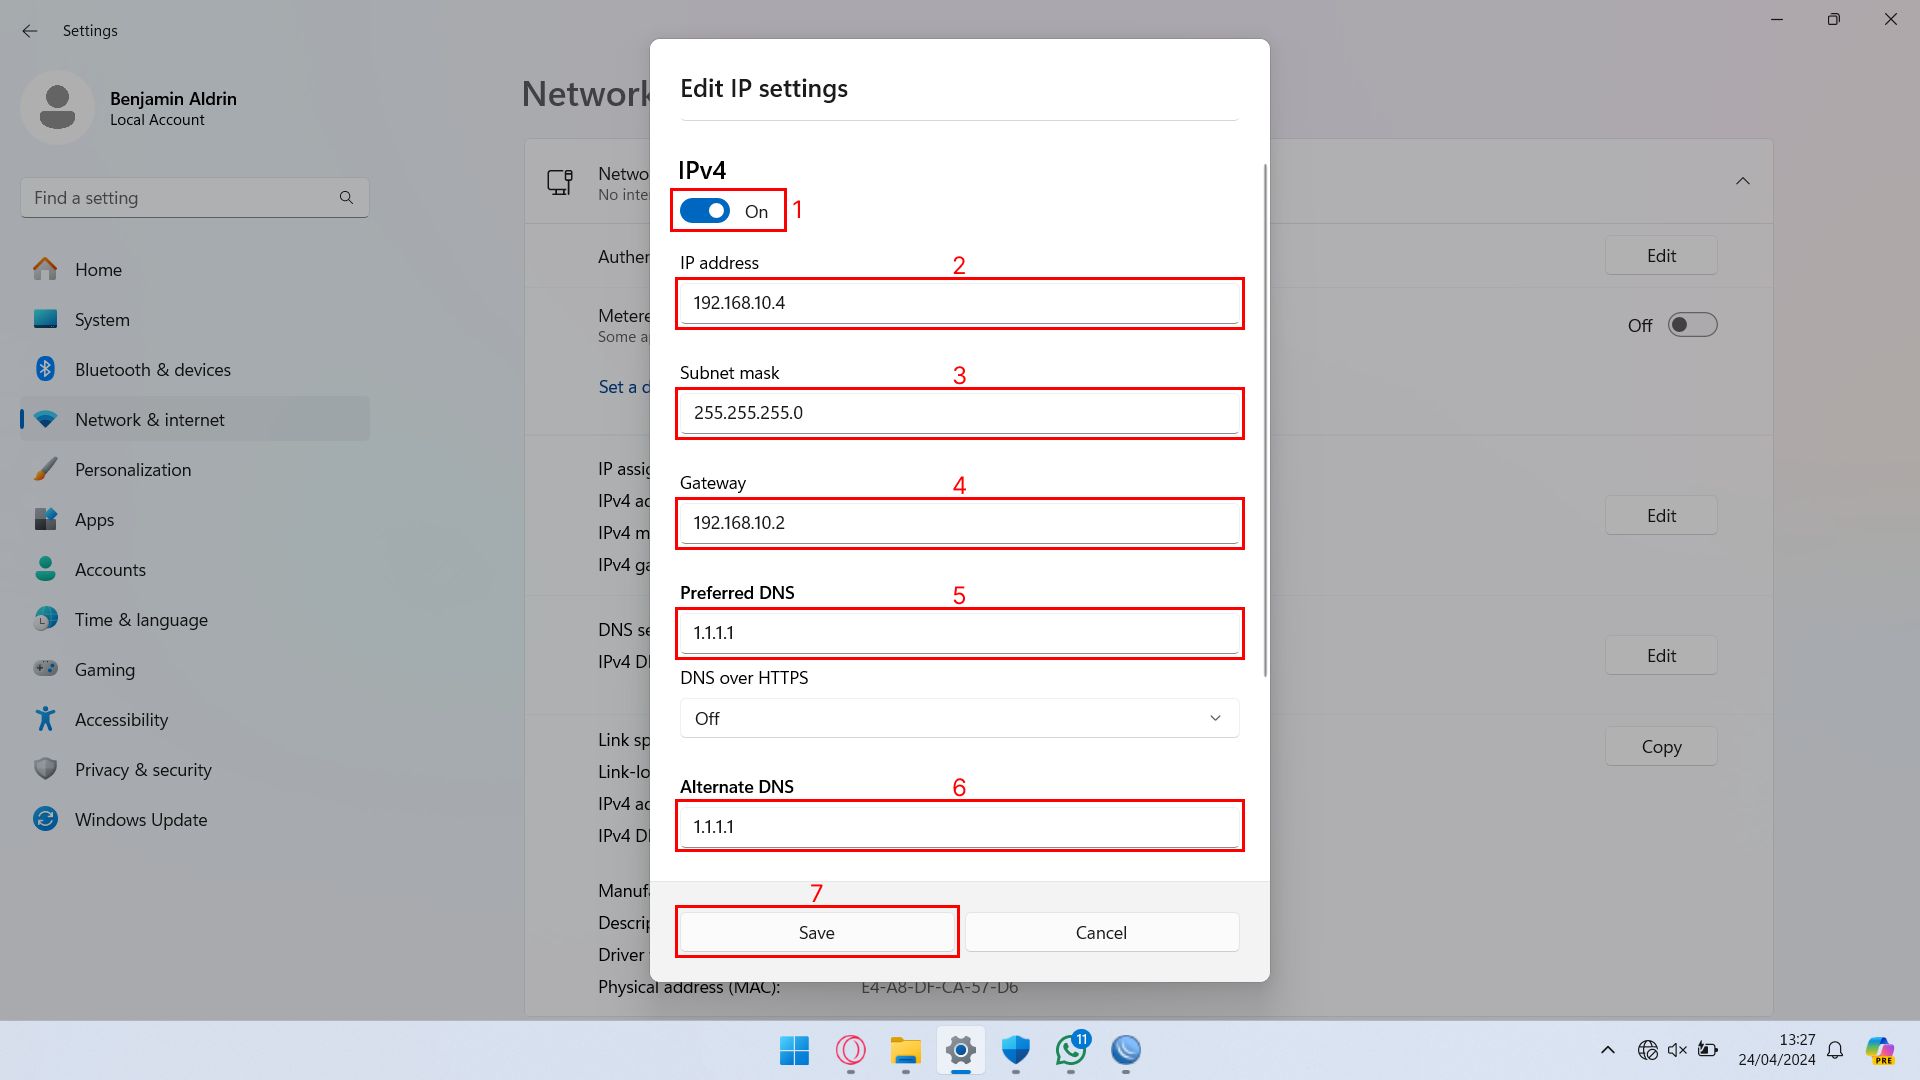 Settings
Benjamin Aldrin
Local Account
Find a setting
Home
System
Bluetooth & devices
Network & internet
Personalization
Apps
Accounts
Time & language
Gaming
Accessibility
Privacy & security
Windows Update
Network
Netwo
No inte
Authen
Edit
Metere
Some a
Off
Set a d
IP assig
IPv4 ad
IPv4 m
IPv4 ga
Edit
DNS se
IPv4 DN
Edit
Link sp
Link-lo
IPv4 ad
IPv4 DN
Copy
Manufa
Descrip
Driver
Physical address (MAC): E4-A8-DF-CA-57-D6
Edit IP settings
IPv4
On 1
IP address 2
192.168.10.4
Subnet mask 3
255.255.255.0
Gateway 4
192.168.10.2
Preferred DNS 5
1.1.1.1
DNS over HTTPS
Off
Alternate DNS 6
1.1.1.1
7
Save Cancel
11
13:27
24/04/2024
PRE